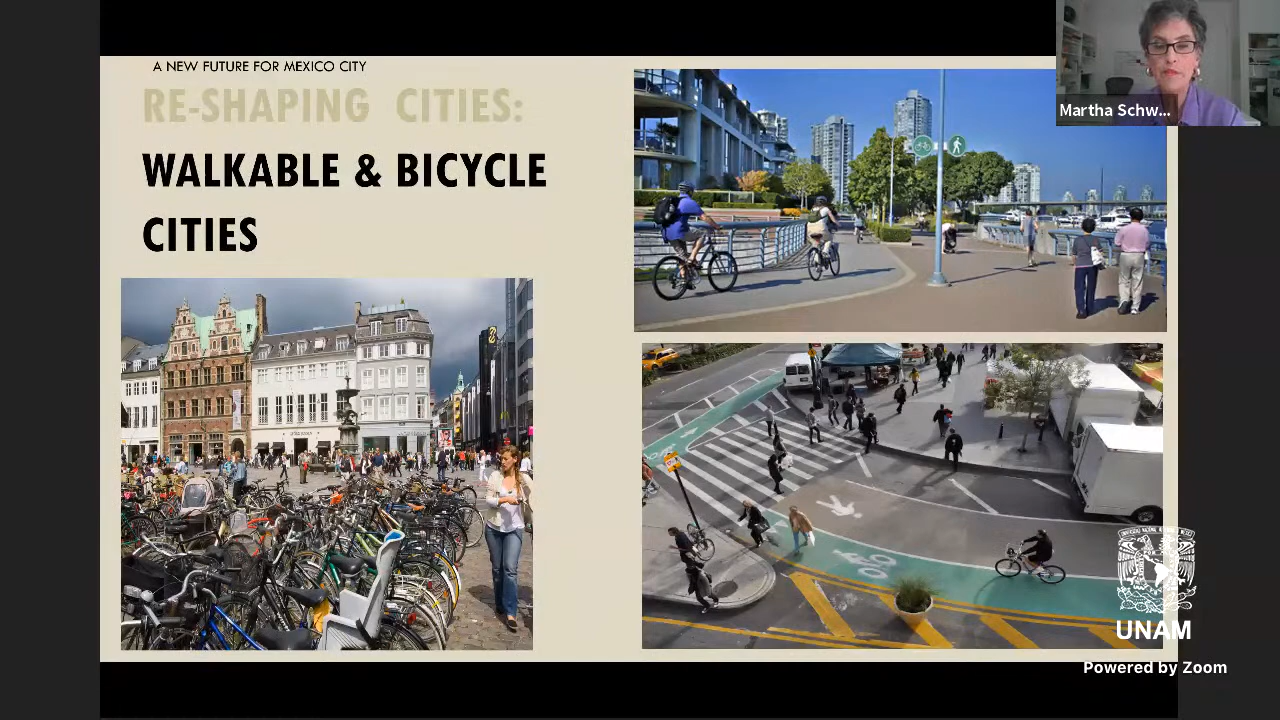 A NEW FUTURE FOR MEXICO CITY
RE-SHAPING CITIES:
WALKABLE & BICYCLE
CITIES
Martha Schw...
UNAM
Powered by Zoom